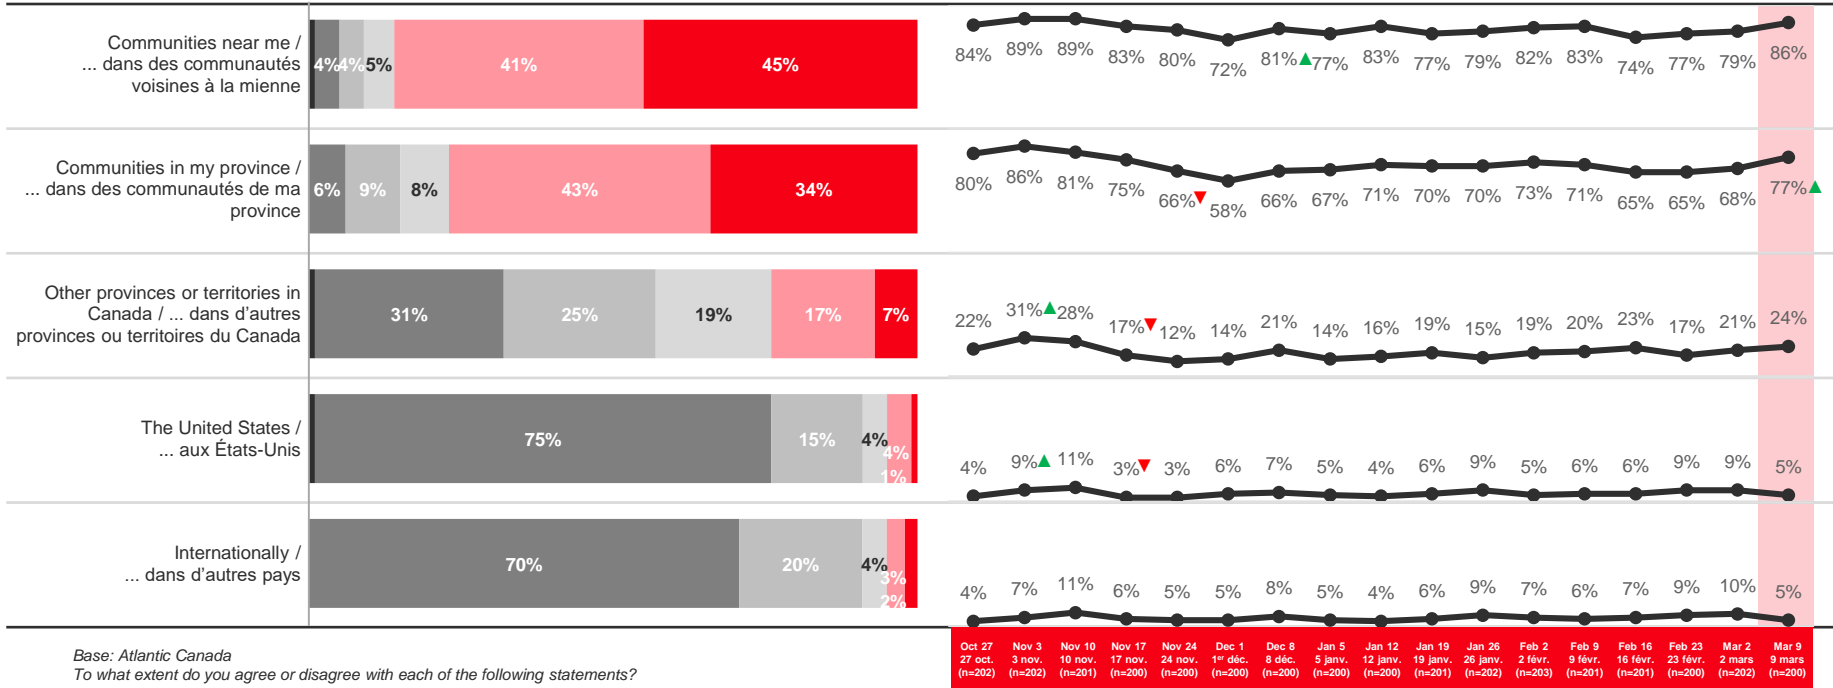 Communities near me /
... dans des communautés
voisines à la mienne
4% 4% 5% 41% 45%
84% 89% 89% 83% 80% 72% 81% 77% 83% 77% 79% 82% 83% 74% 77% 79% 86%
Communities in my province /
... dans des communautés de ma
province
6% 9% 8% 43% 34%
80% 86% 81% 75% 66% 58% 66% 67% 71% 70% 70% 73% 71% 65% 65% 68% 77%
Other provinces or territories in
Canada / ... dans d'autres
provinces ou territoires du Canada
31% 25% 19% 17% 7%
22% 31% 28% 17% 12% 14% 21% 14% 16% 19% 15% 19% 20% 23% 17% 21% 24%
The United States /
... aux États-Unis
75% 15% 4% 4% 1%
4% 9% 11% 3% 3% 6% 7% 5% 4% 6% 9% 5% 6% 6% 9% 9% 5%
Internationally /
... dans d'autres pays
70% 20% 4% 3% 2%
4% 7% 11% 6% 5% 5% 8% 5% 4% 6% 9% 7% 6% 7% 9% 10% 5%
Oct 27 Nov 3 Nov 10 Nov 17 Nov 24 Dec 1 Dec 8 Jan 5 Jan 12 Jan 19 Jan 26 Feb 2 Feb 9 Feb 16 Feb 23 Mar 2 Mar 9
27 oct. 3 nov. 10 nov. 17 nov. 24 nov. 1er déc. 8 déc. 5 janv. 12 janv. 19 janv. 26 janv. 2 févr. 9 févr. 16 févr. 23 févr. 2 mars 9 mars
(n=202) (n=202) (n=201) (n=200) (n=200) (n=200) (n=200) (n=200) (n=200) (n=201) (n=202) (n=203) (n=201) (n=201) (n=200) (n=202) (n=200)
Base: Atlantic Canada
To what extent do you agree or disagree with each of the following statements?